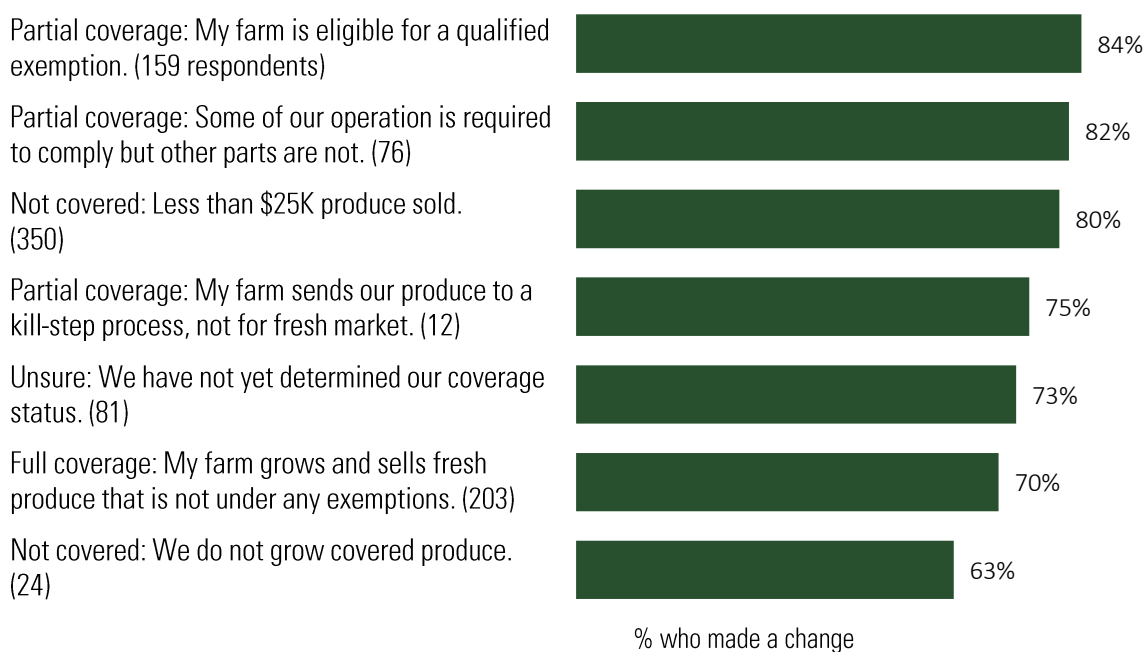 Partial coverage: My farm is eligible for a qualified
exemption. (159 respondents)
84%
Partial coverage: Some of our operation is required
to comply but other parts are not. (76)
82%
Not covered: Less than $25K produce sold.
(350)
80%
Partial coverage: My farm sends our produce to a
kill-step process, not for fresh market. (12)
75%
Unsure: We have not yet determined our coverage
status. (81)
73%
Full coverage: My farm grows and sells fresh
produce that is not under any exemptions. (203)
70%
Not covered: We do not grow covered produce.
(24)
63%
% who made a change